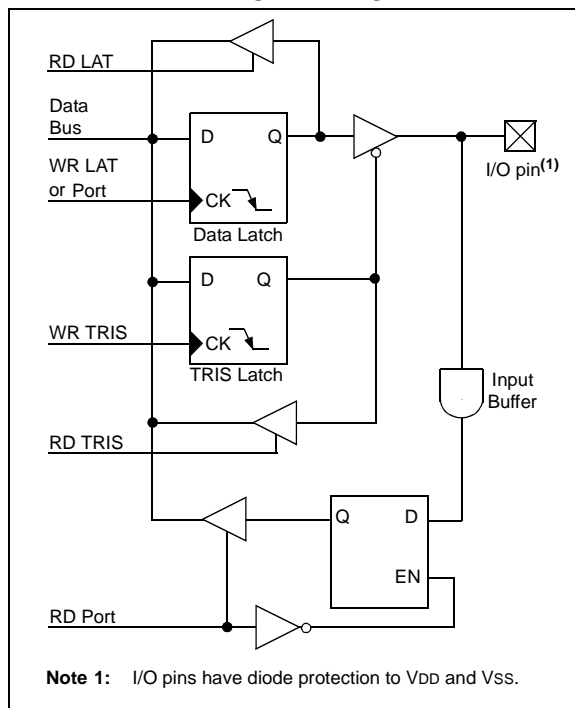 RD LAT
Data
Bus
D Q
WR LAT
or Port
CK
I/O pin(1)
Data Latch
D Q
WR TRIS
CK
TRIS Latch
Input
Buffer
RD TRIS
Q D
EN
RD Port
Note 1: I/O pins have diode protection to VDD and VSS.